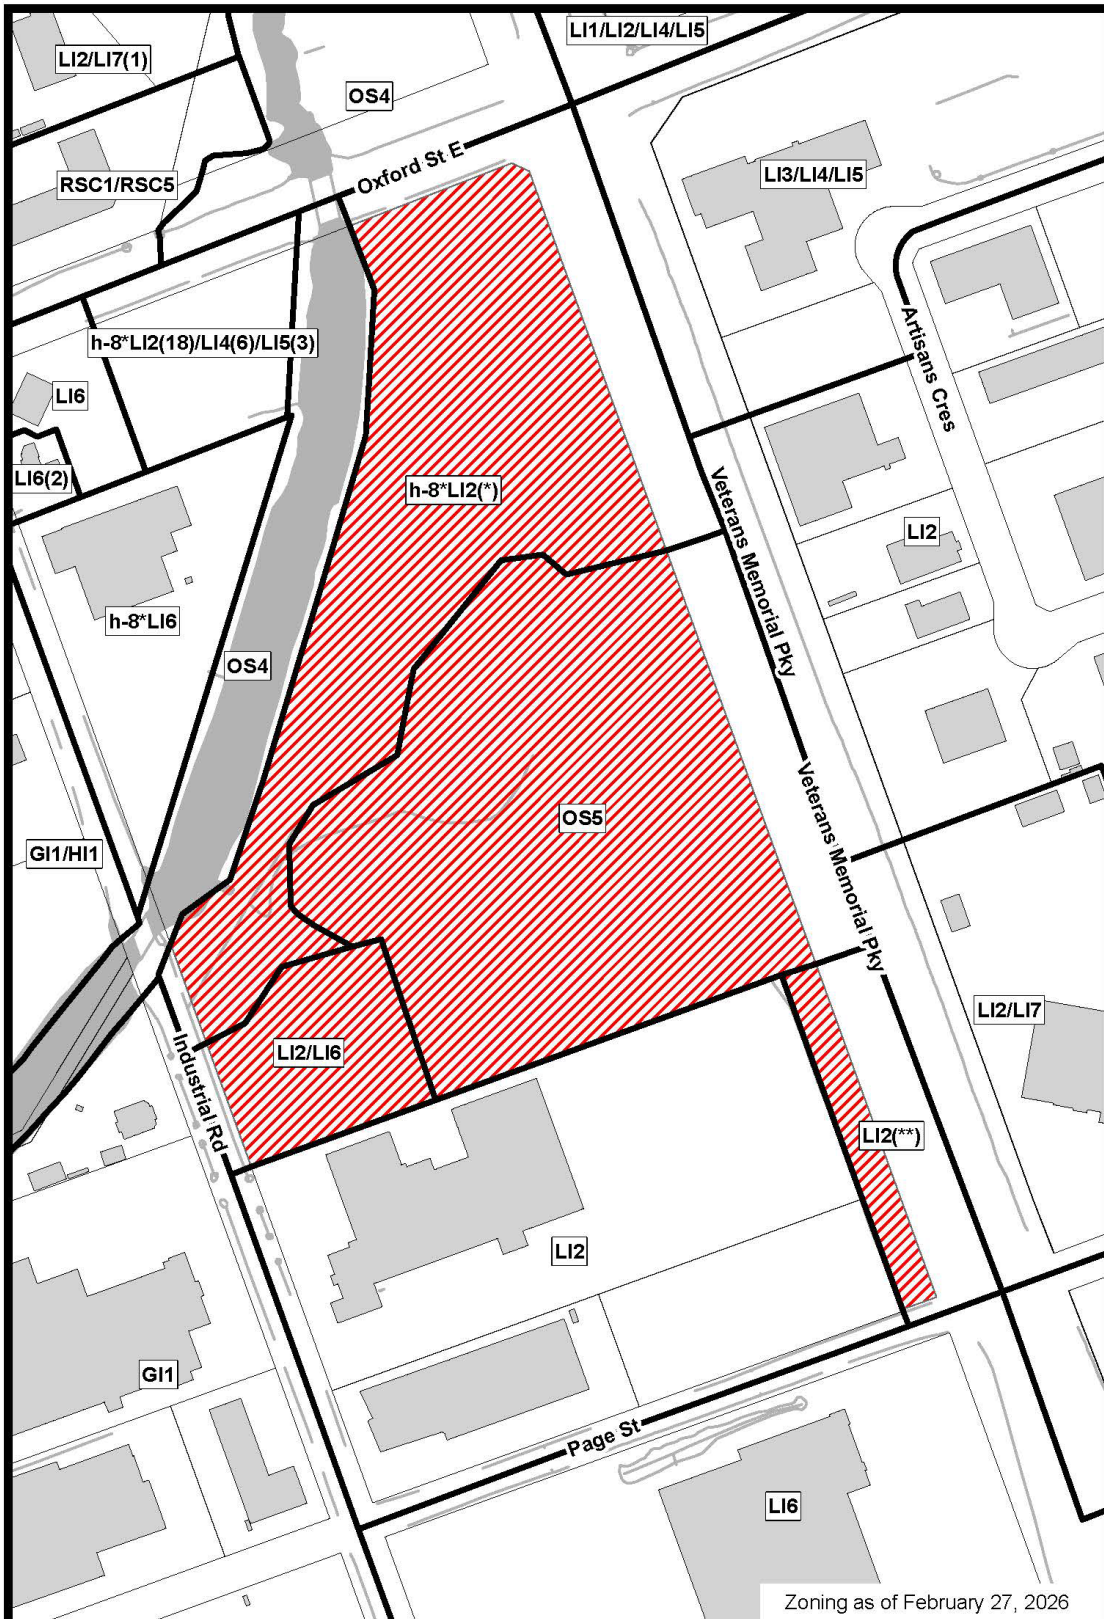 LI1/LI2/LI4/LI5
LI2/LI7(1)
OS4
Oxford St E
RSC1/RSC5
LI3/LI4/LI5
Artisans Cres
h-8*LI2(18)/LI4(6)/LI5(3)
LI6
LI6(2)
h-8*LI2(*)
Veterans Memorial Pky
LI2
h-8*LI6
OS4
OS5
Veterans Memorial Pky
GI1/HI1
LI2/LI7
Industrial Rd
LI2/LI6
LI2(**)
LI2
GI1
Page St
LI6
Zoning as of February 27, 2026